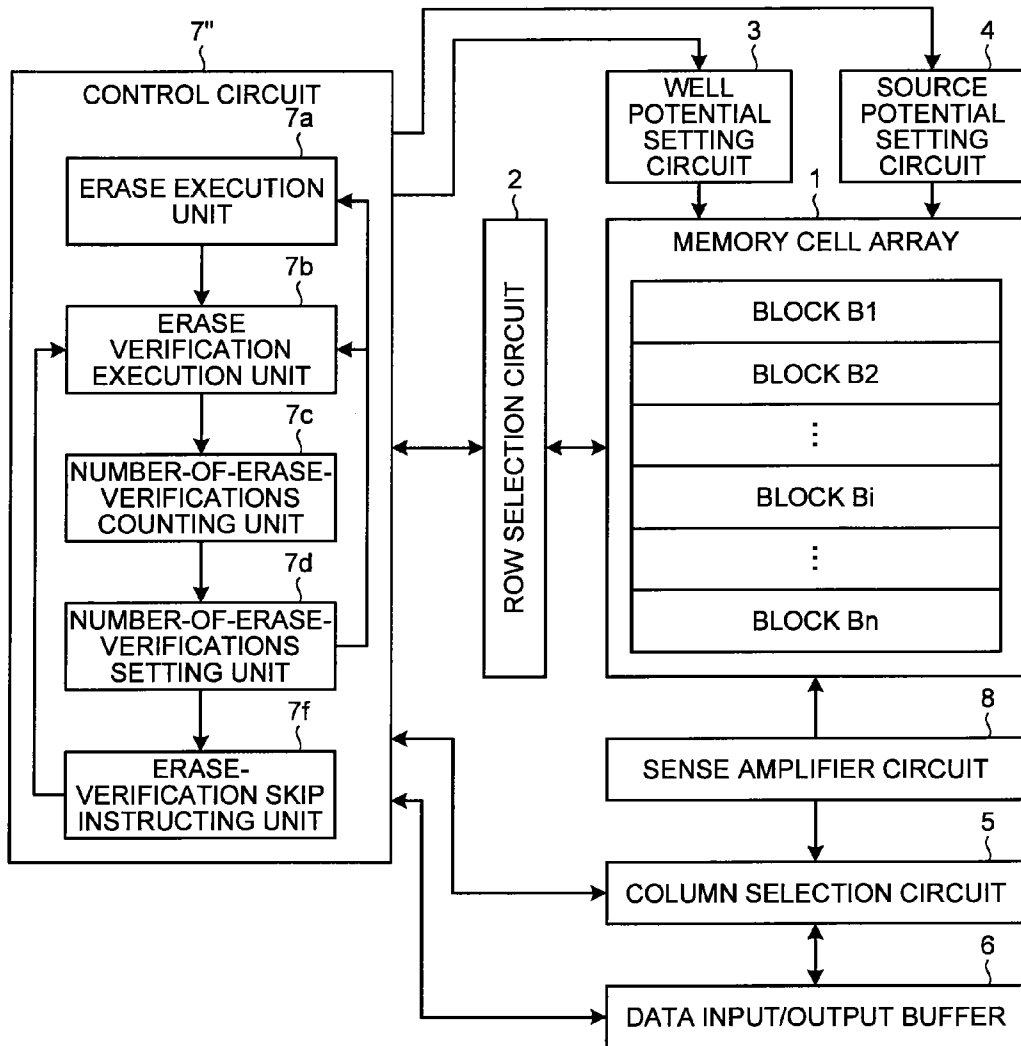 7"
CONTROL CIRCUIT
7a
ERASE EXECUTION
UNIT
7b
ERASE
VERIFICATION
EXECUTION UNIT
7c
NUMBER-OF-ERASE-
VERIFICATIONS
COUNTING UNIT
7d
NUMBER-OF-ERASE-
VERIFICATIONS
SETTING UNIT
7f
ERASE-
VERIFICATION SKIP
INSTRUCTING UNIT
2
ROW SELECTION CIRCUIT
3
WELL
POTENTIAL
SETTING
CIRCUIT
4
SOURCE
POTENTIAL
SETTING
CIRCUIT
1
MEMORY CELL ARRAY
BLOCK B1
BLOCK B2
⋮
BLOCK Bi
⋮
BLOCK Bn
8
SENSE AMPLIFIER CIRCUIT
5
COLUMN SELECTION CIRCUIT
6
DATA INPUT/OUTPUT BUFFER